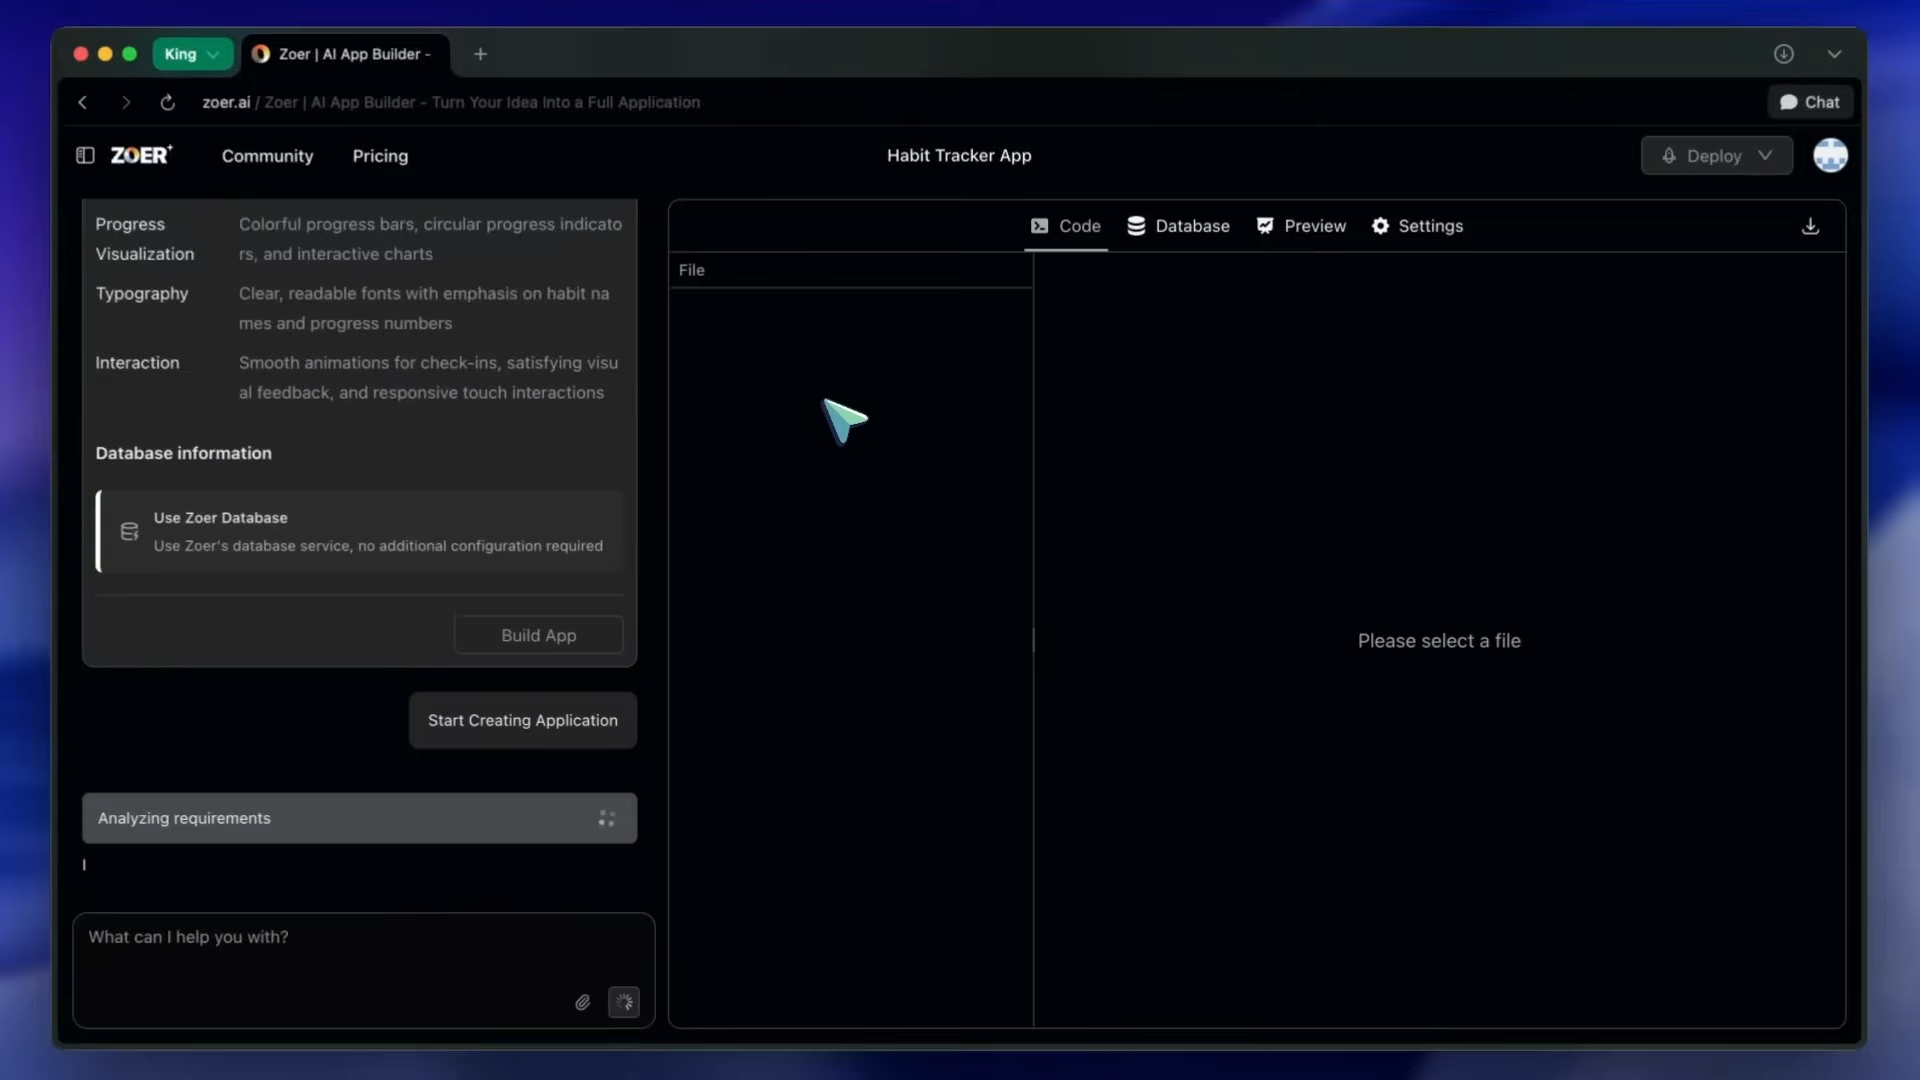 King
Zoer | AI App Builder -
zoer.ai / Zoer | AI App Builder - Turn Your Idea Into a Full Application
Chat
ZOER+
Community
Pricing
Habit Tracker App
Deploy
Progress
Visualization
Colorful progress bars, circular progress indicato
rs, and interactive charts
Typography
Clear, readable fonts with emphasis on habit na
mes and progress numbers
Interaction
Smooth animations for check-ins, satisfying visu
al feedback, and responsive touch interactions
Database information
Use Zoer Database
Use Zoer's database service, no additional configuration required
Build App
Start Creating Application
Analyzing requirements
What can I help you with?
Code
Database
Preview
Settings
File
Please select a file